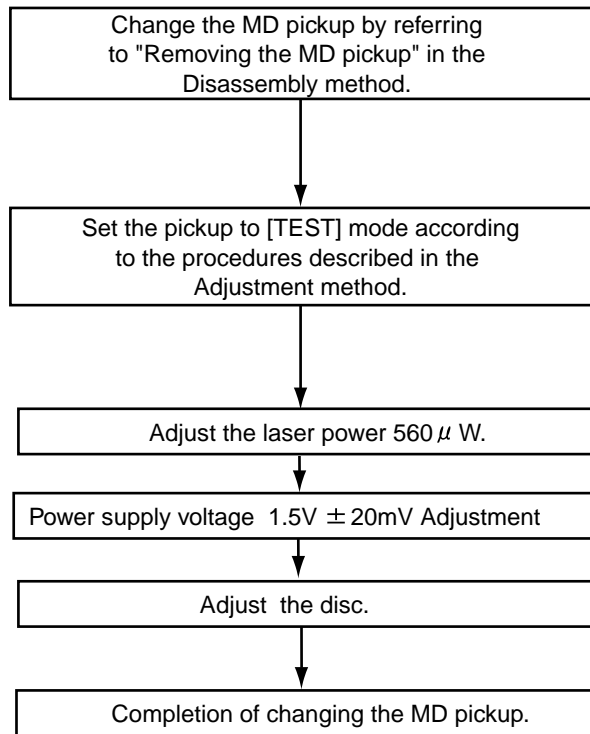 Change the MD pickup by referring
to "Removing the MD pickup" in the
Disassembly method.
Set the pickup to [TEST] mode according
to the procedures described in the
Adjustment method.
Adjust the laser power 560 μ W.
Power supply voltage 1.5V ± 20mV Adjustment
Adjust the disc.
Completion of changing the MD pickup.